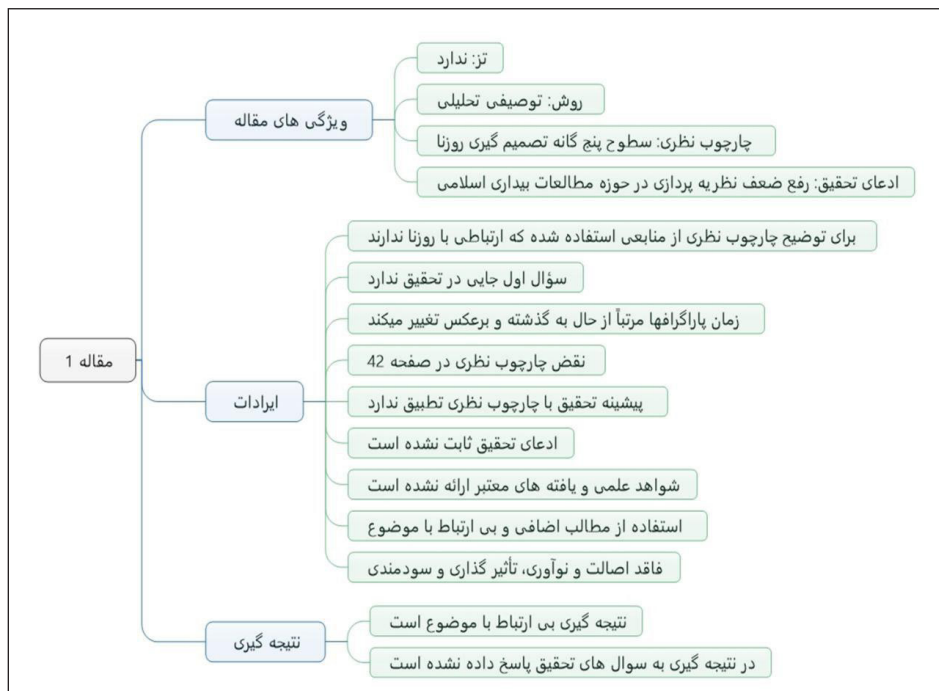 مقاله 1
ویژگی های مقاله
تز: ندارد
روش: توصیفی تحلیلی
چارچوب نظری: سطوح پنج گانه تصمیم گیری روزنا
ادعای تحقیق: رفع ضعف نظریه پردازی در حوزه مطالعات بیداری اسلامی
ایرادات
برای توضیح چارچوب نظری از منابعی استفاده شده که ارتباطی با روزنا ندارند
سؤال اول جایی در تحقیق ندارد
زمان پاراگرافها مرتباً از حال به گذشته و برعکس تغییر میکند
نقض چارچوب نظری در صفحه 42
پیشینه تحقیق با چارچوب نظری تطبیق ندارد
ادعای تحقیق ثابت نشده است
شواهد علمی و یافته های معتبر ارائه نشده است
استفاده از مطالب اضافی و بی ارتباط با موضوع
فاقد اصالت و نوآوری، تأثیر گذاری و سودمندی
نتیجه گیری
نتیجه گیری بی ارتباط با موضوع است
در نتیجه گیری به سوال های تحقیق پاسخ داده نشده است